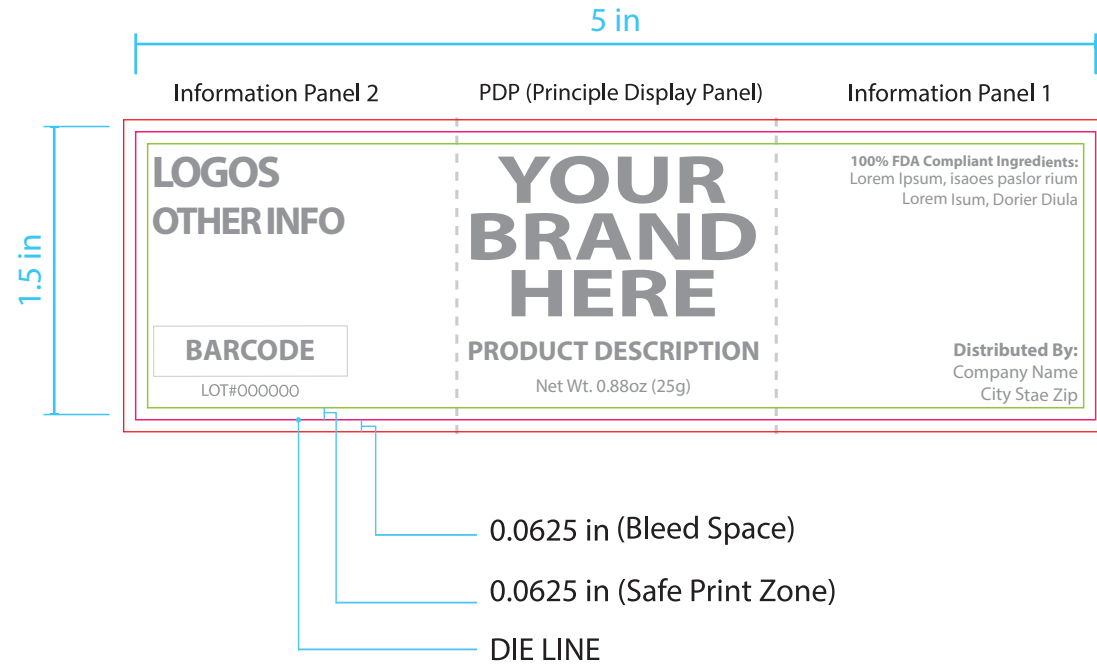 5 in
Information Panel 2
PDP (Principle Display Panel)
Information Panel 1
1.5 in
LOGOS
OTHER INFO
BARCODE
LOT#000000
YOUR
BRAND
HERE
PRODUCT DESCRIPTION
Net Wt. 0.88oz (25g)
100% FDA Compliant Ingredients:
Lorem Ipsum, isaoes paslor rium
Lorem Isum, Dorier Diula
Distributed By:
Company Name
City Stae Zip
0.0625 in (Bleed Space)
0.0625 in (Safe Print Zone)
DIE LINE